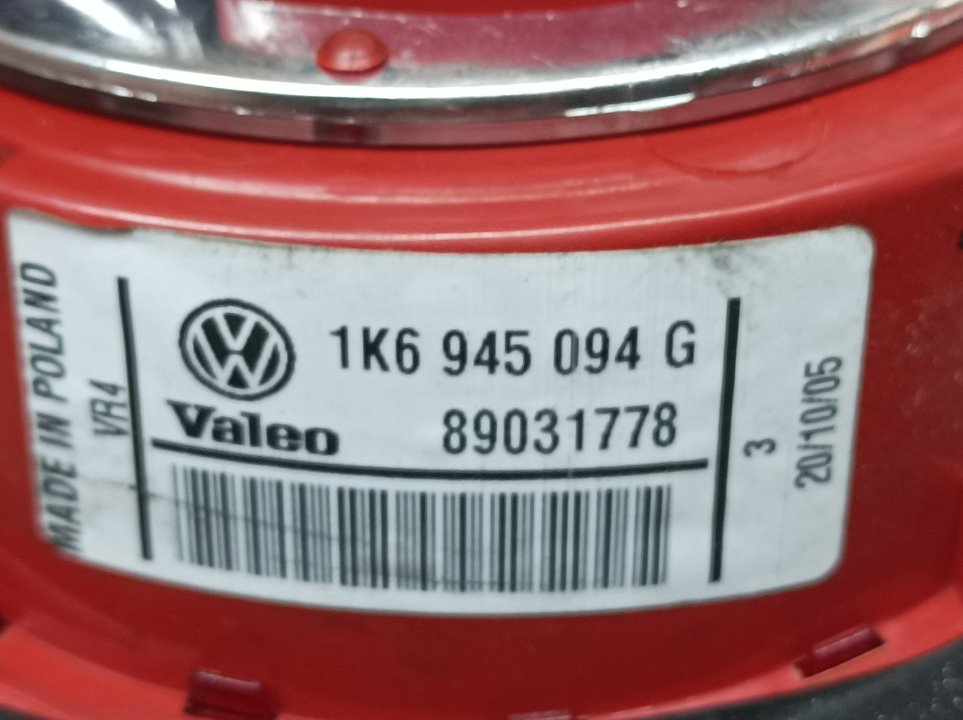 MADE IN POLAND
VR4
1K6 945 094 G
Valeo 89031778
3
20/10/05